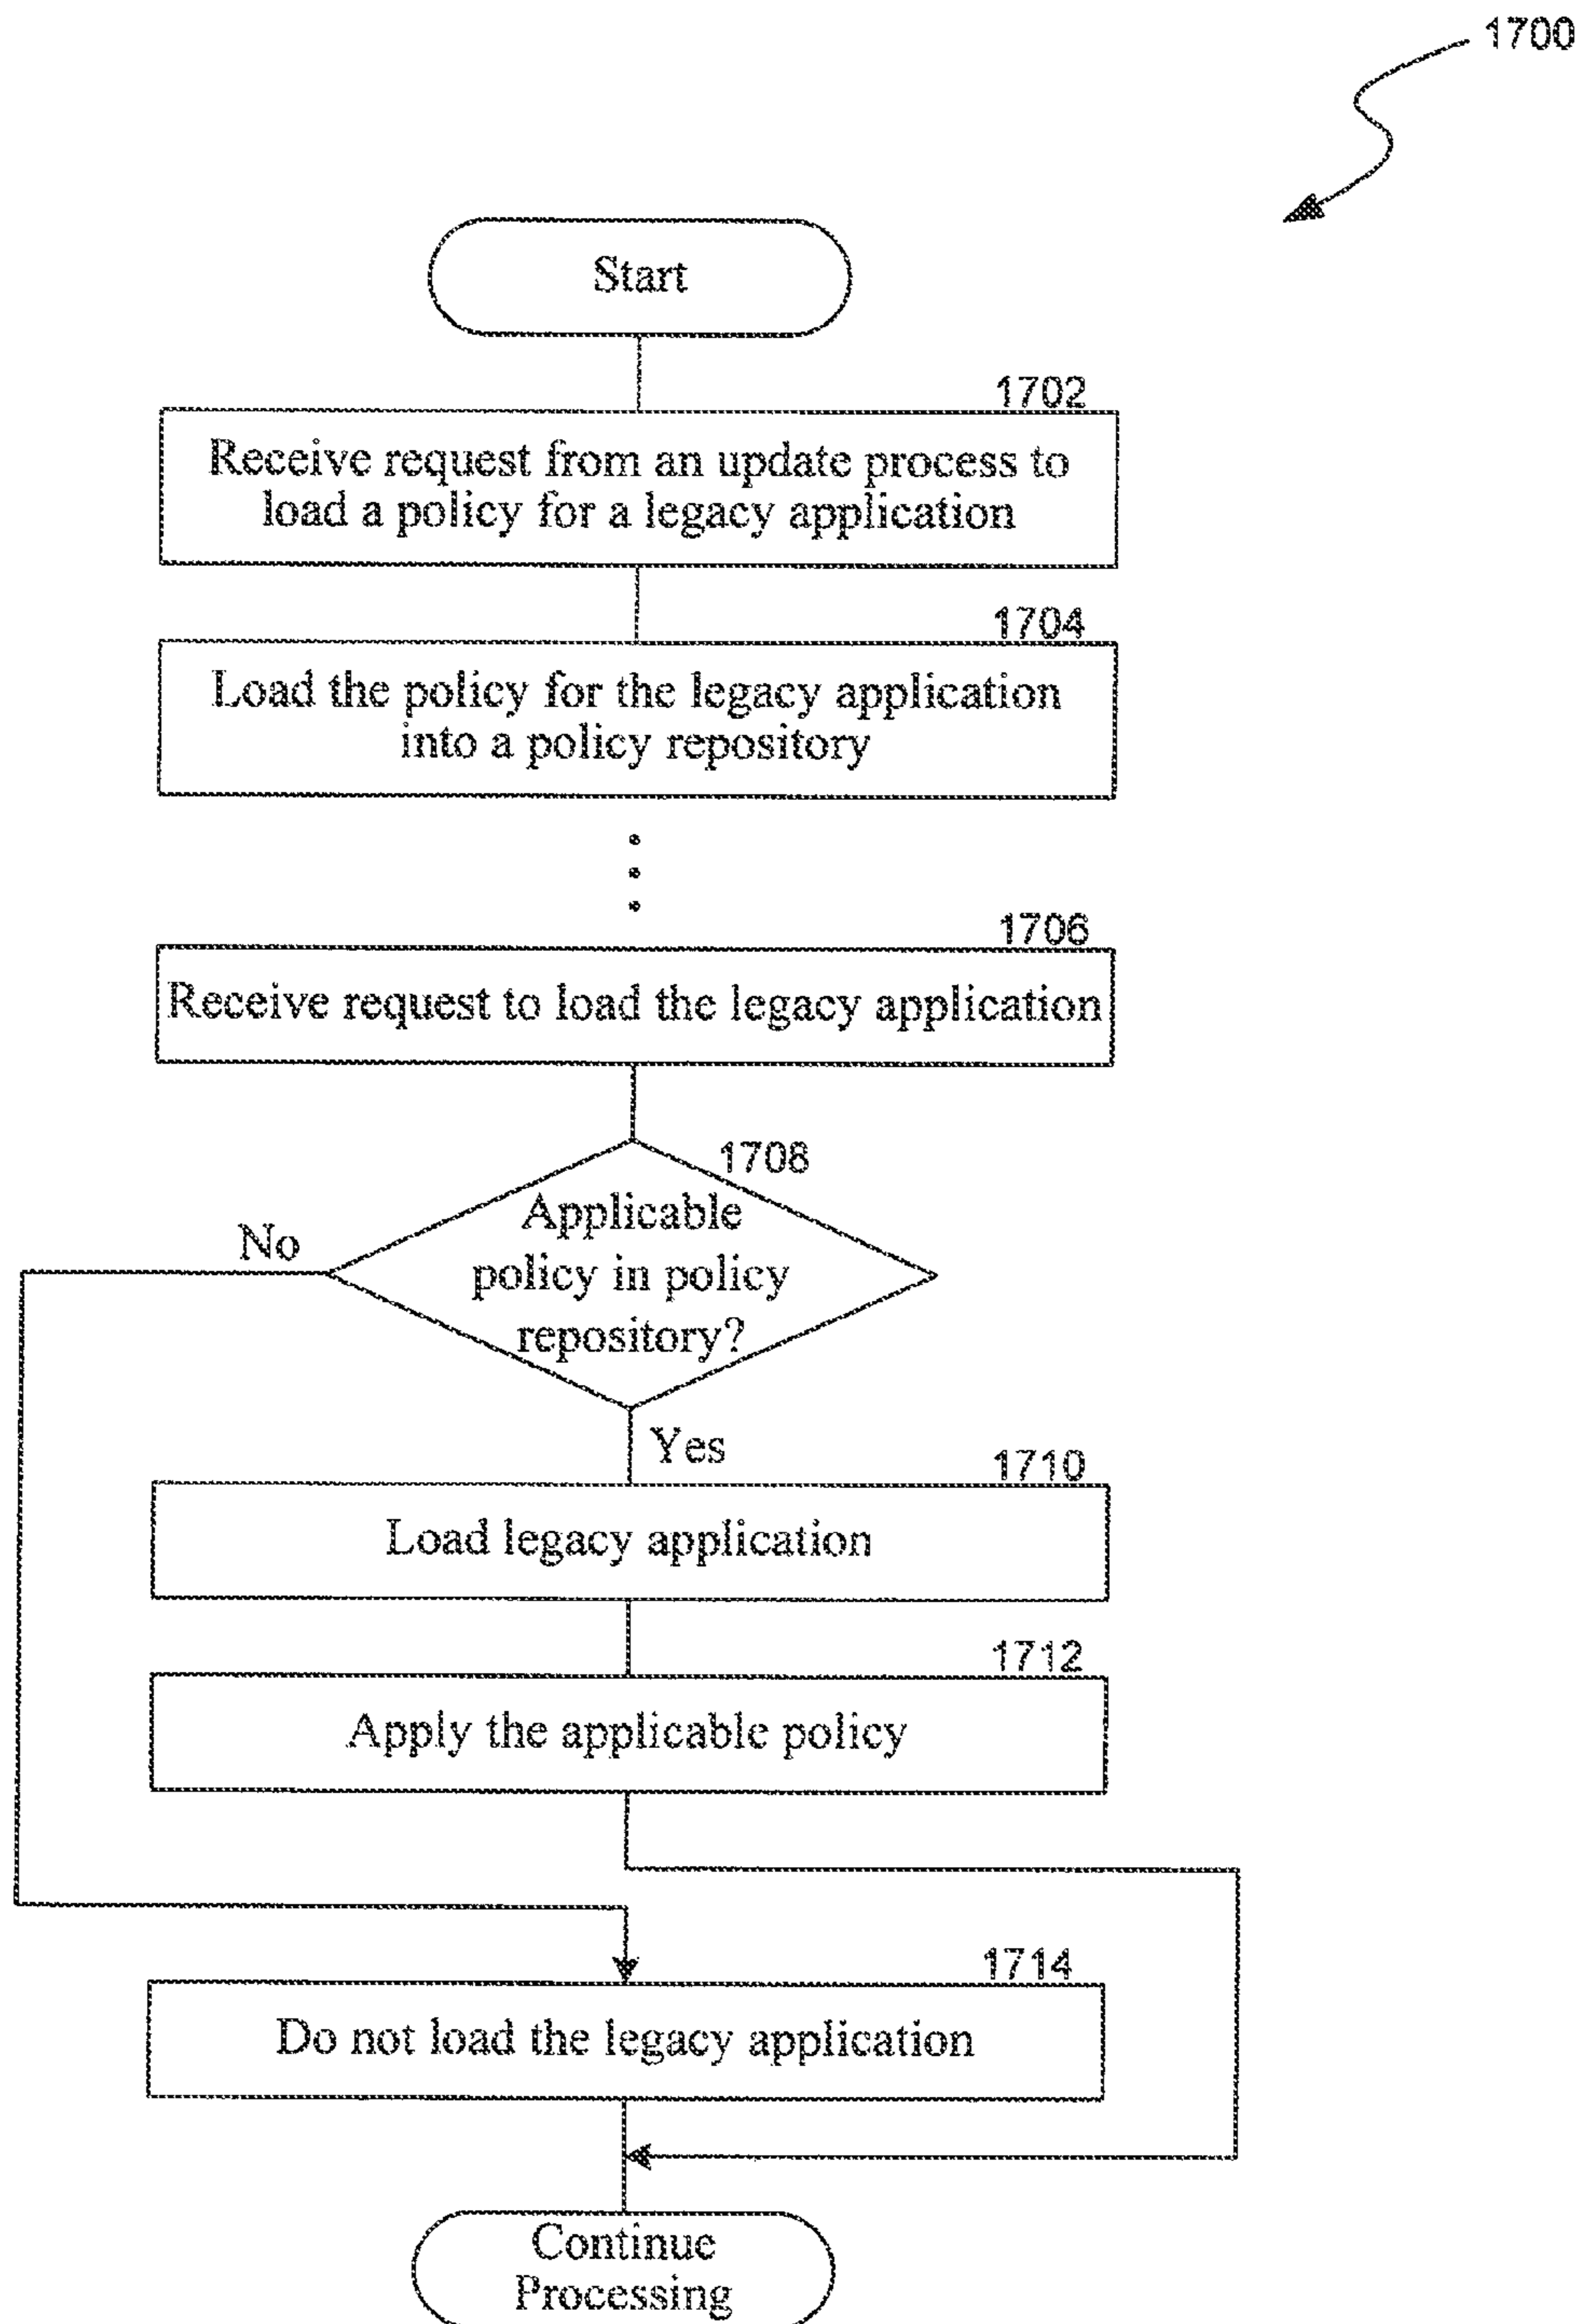 1700
Start
1702
Receive request from an update process to
load a policy for a legacy application
1704
Load the policy for the legacy application
into a policy repository
1706
Receive request to load the legacy application
1708
Applicable
policy in policy
repository?
No
Yes
1710
Load legacy application
1712
Apply the applicable policy
1714
Do not load the legacy application
Continue
Processing